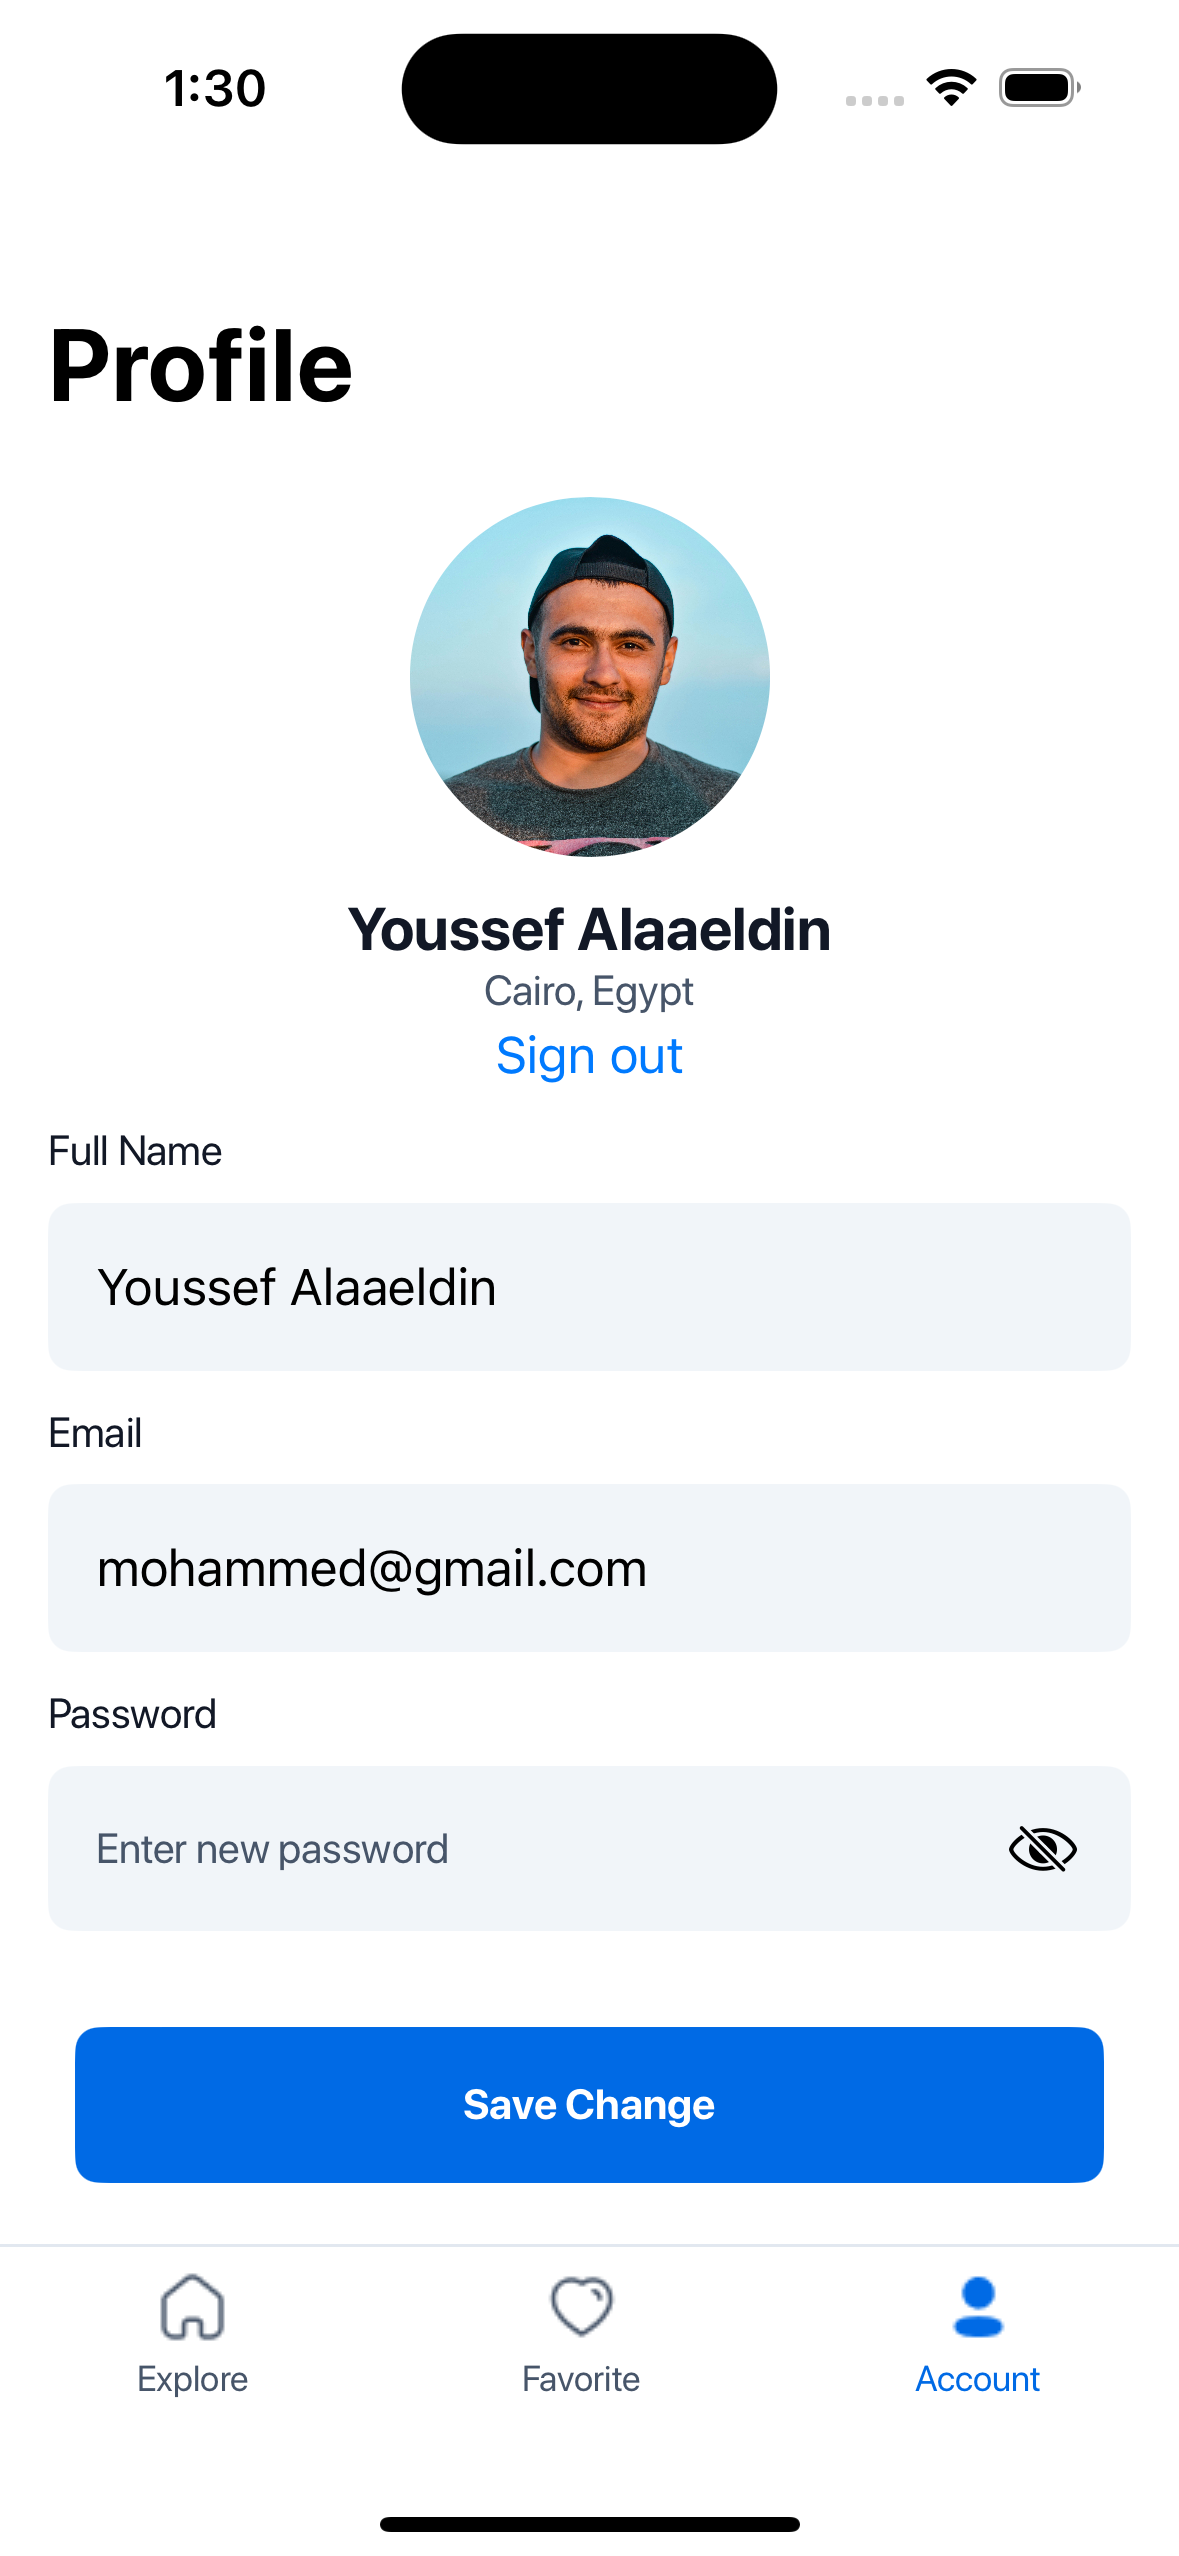 1:30
Profile
Youssef Alaaeldin
Cairo, Egypt
Sign out
Full Name
Youssef Alaaeldin
Email
mohammed@gmail.com
Password
Enter new password
Save Change
Explore
Favorite
Account